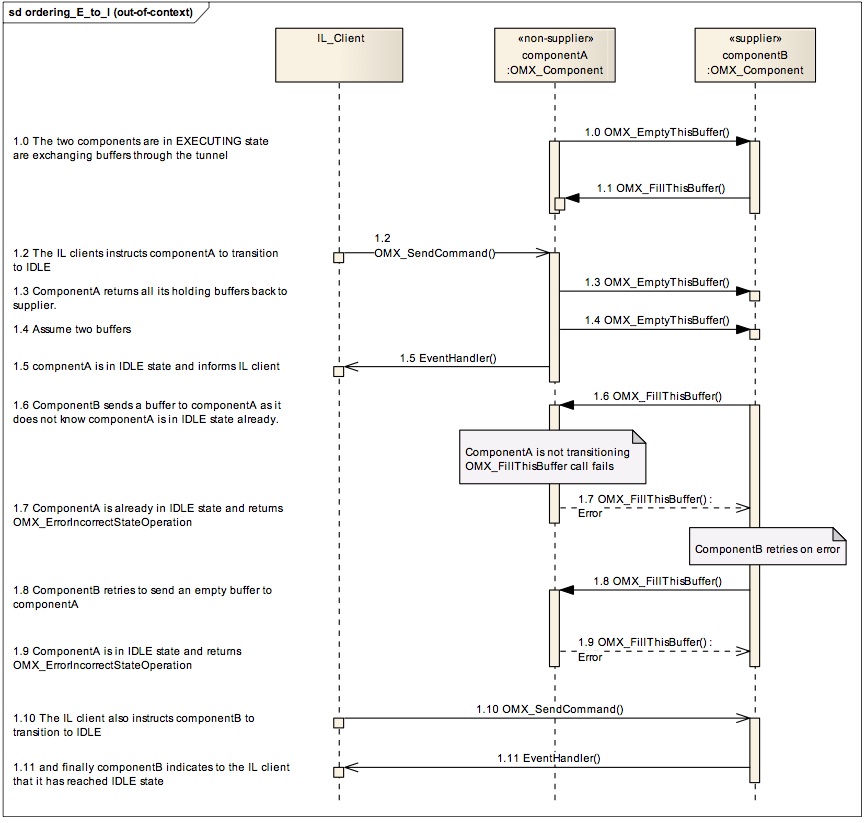 sd ordering_E_to_I (out-of-context)
IL_Client
«non-supplier»
componentA
:OMX_Component
«supplier»
componentB
:OMX_Component
1.0 The two components are in EXECUTING state
are exchanging buffers through the tunnel
1.0 OMX_EmptyThisBuffer()
1.1 OMX_FillThisBuffer()
1.2 The IL clients instructs componentA to transition
to IDLE
1.2
OMX_SendCommand()
1.3 ComponentA returns all its holding buffers back to
supplier.
1.3 OMX_EmptyThisBuffer()
1.4 Assume two buffers
1.4 OMX_EmptyThisBuffer()
1.5 compnentA is in IDLE state and informs IL client
1.5 EventHandler()
1.6 ComponentB sends a buffer to componentA as it
does not know componentA is in IDLE state already.
1.6 OMX_FillThisBuffer()
ComponentA is not transitioning
OMX_FillThisBuffer call fails
1.7 ComponentA is already in IDLE state and returns
OMX_ErrorIncorrectStateOperation
1.7 OMX_FillThisBuffer() :
Error
ComponentB retries on error
1.8 ComponentB retries to send an empty buffer to
componentA
1.8 OMX_FillThisBuffer()
1.9 ComponentA is in IDLE state and returns
OMX_ErrorIncorrectStateOperation
1.9 OMX_FillThisBuffer() :
Error
1.10 The IL client also instructs componentB to
transition to IDLE
1.10 OMX_SendCommand()
1.11 and finally componentB indicates to the IL client
that it has reached IDLE state
1.11 EventHandler()